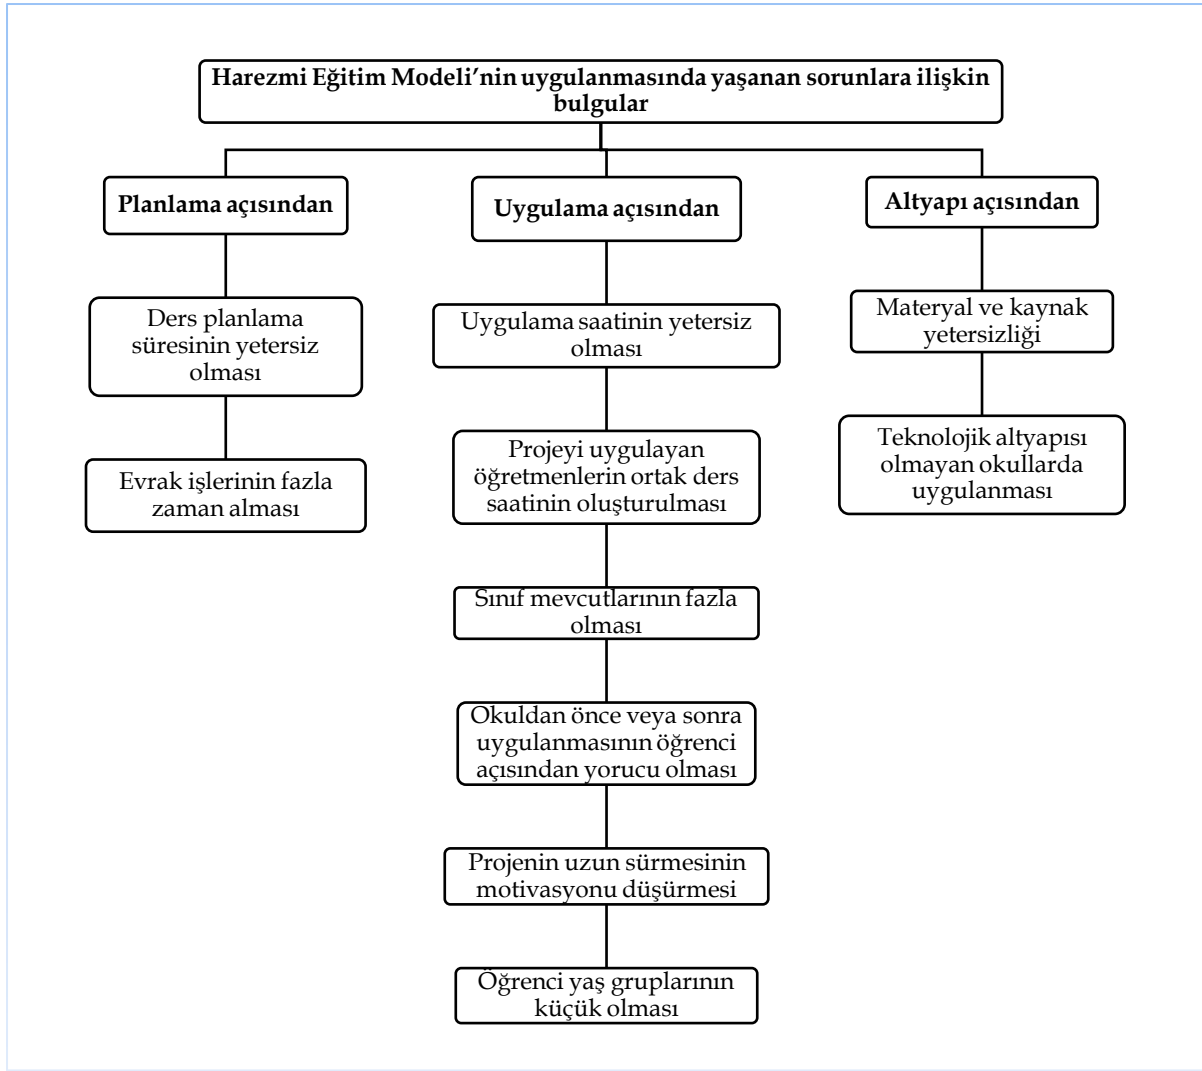 Harezmi Eğitim Modeli’nin uygulanmasında yaşanan sorunlara ilişkin
bulgular
Planlama açısından
Ders planlama
süresinin yetersiz
olması
Evrak işlerinin fazla
zaman alması
Uygulama açısından
Uygulama saatinin yetersiz
olması
Projeyi uygulayan
öğretmenlerin ortak ders
saatinin oluşturulması
Sınıf mevcutlarının fazla
olması
Okuldan önce veya sonra
uygulanmasının öğrenci
açısından yorucu olması
Projenin uzun sürmesinin
motivasyonu düşürmesi
Öğrenci yaş gruplarının
küçük olması
Altyapı açısından
Materyal ve kaynak
yetersizliği
Teknolojik altyapısı
olmayan okullarda
uygulanması